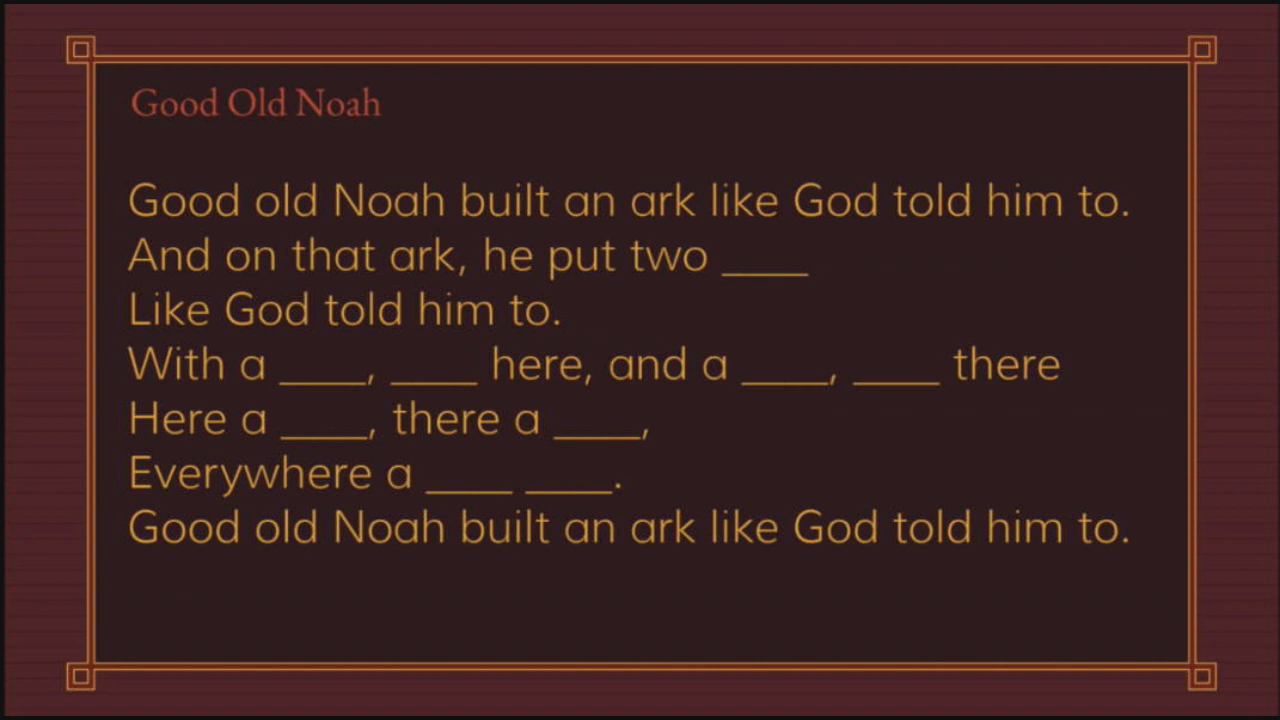 Good Old Noah
Good old Noah built an ark like God told him to.
And on that ark, he put two ____
Like God told him to.
With a ____, ____ here, and a ____, ____ there
Here a ____, there a ____,
Everywhere a ____ ____.
Good old Noah built an ark like God told him to.